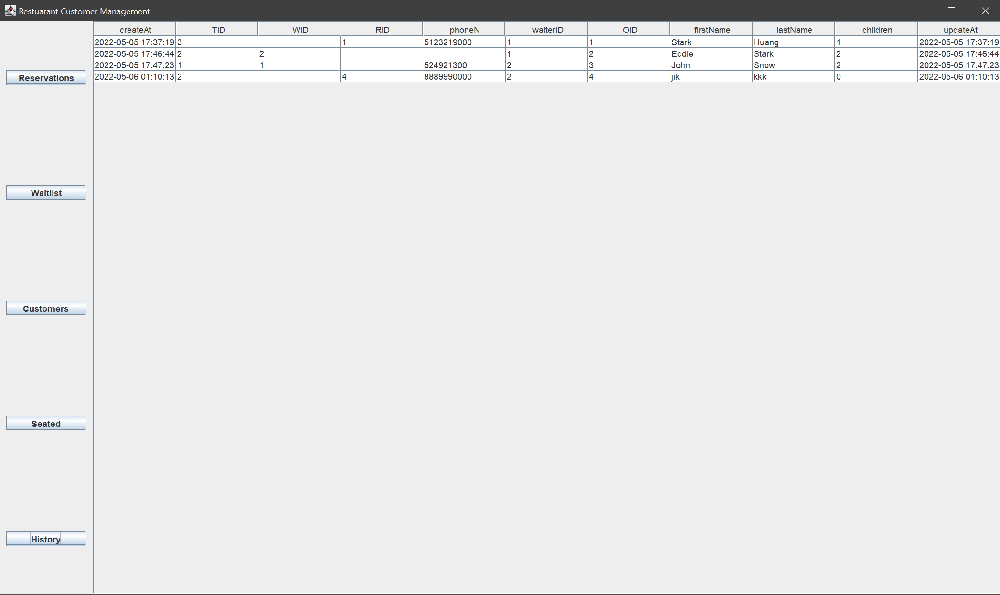 Restuarant Customer Management
createAt TID WID RID phoneN waiterID OID firstName lastName children updateAt
2022-05-05 17:37:19 3 1 5123219000 1 1 Stark Huang 1 2022-05-05 17:37:19
2022-05-05 17:46:44 2 2 1 2 Eddle Stark 2 2022-05-05 17:46:44
2022-05-05 17:47:23 1 1 524921300 2 3 John Snow 2 2022-05-05 17:47:23
2022-05-06 01:10:13 2 4 8889990000 2 4 jik kkk 0 2022-05-06 01:10:13
Reservations
Waitlist
Customers
Seated
History